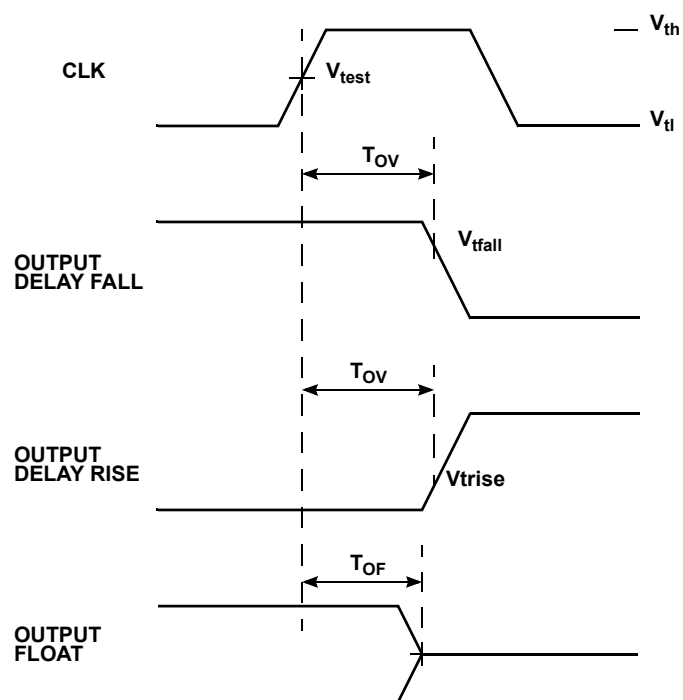 V_th
CLK
V_test
V_tl
T_OV
V_tfall
OUTPUT
DELAY FALL
T_OV
OUTPUT
DELAY RISE
Vtrise
T_OF
OUTPUT
FLOAT